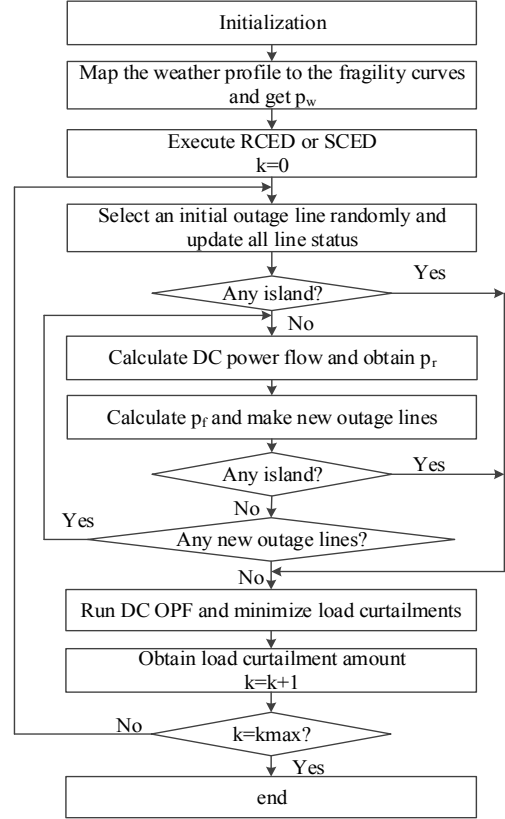 Initialization
Map the weather profile to the fragility curves
and get pw
Execute RCED or SCED
k=0
Select an initial outage line randomly and
update all line status
Any island?
Yes
No
Calculate DC power flow and obtain pr
Calculate pf and make new outage lines
Any island?
Yes
No
Yes
Any new outage lines?
No
Run DC OPF and minimize load curtailments
Obtain load curtailment amount
k=k+1
No
k=kmax?
Yes
end